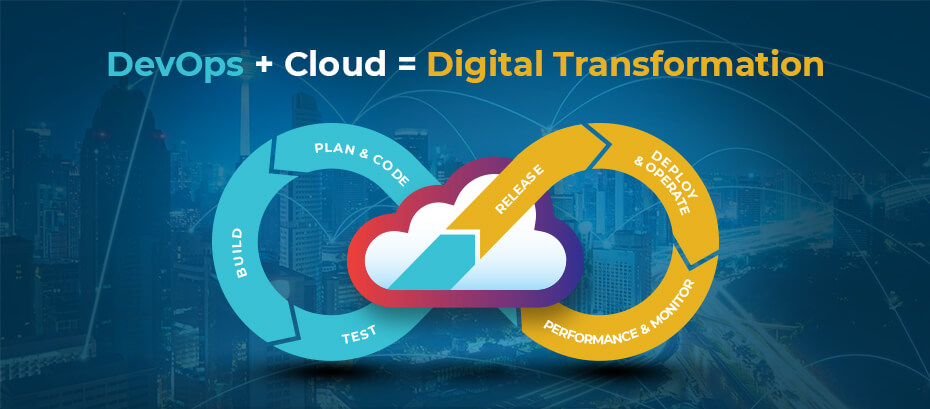 DevOps + Cloud = Digital Transformation
PLAN & CODE
BUILD
TEST
RELEASE
DEPLOY
& OPERATE
PERFORMANCE & MONITOR